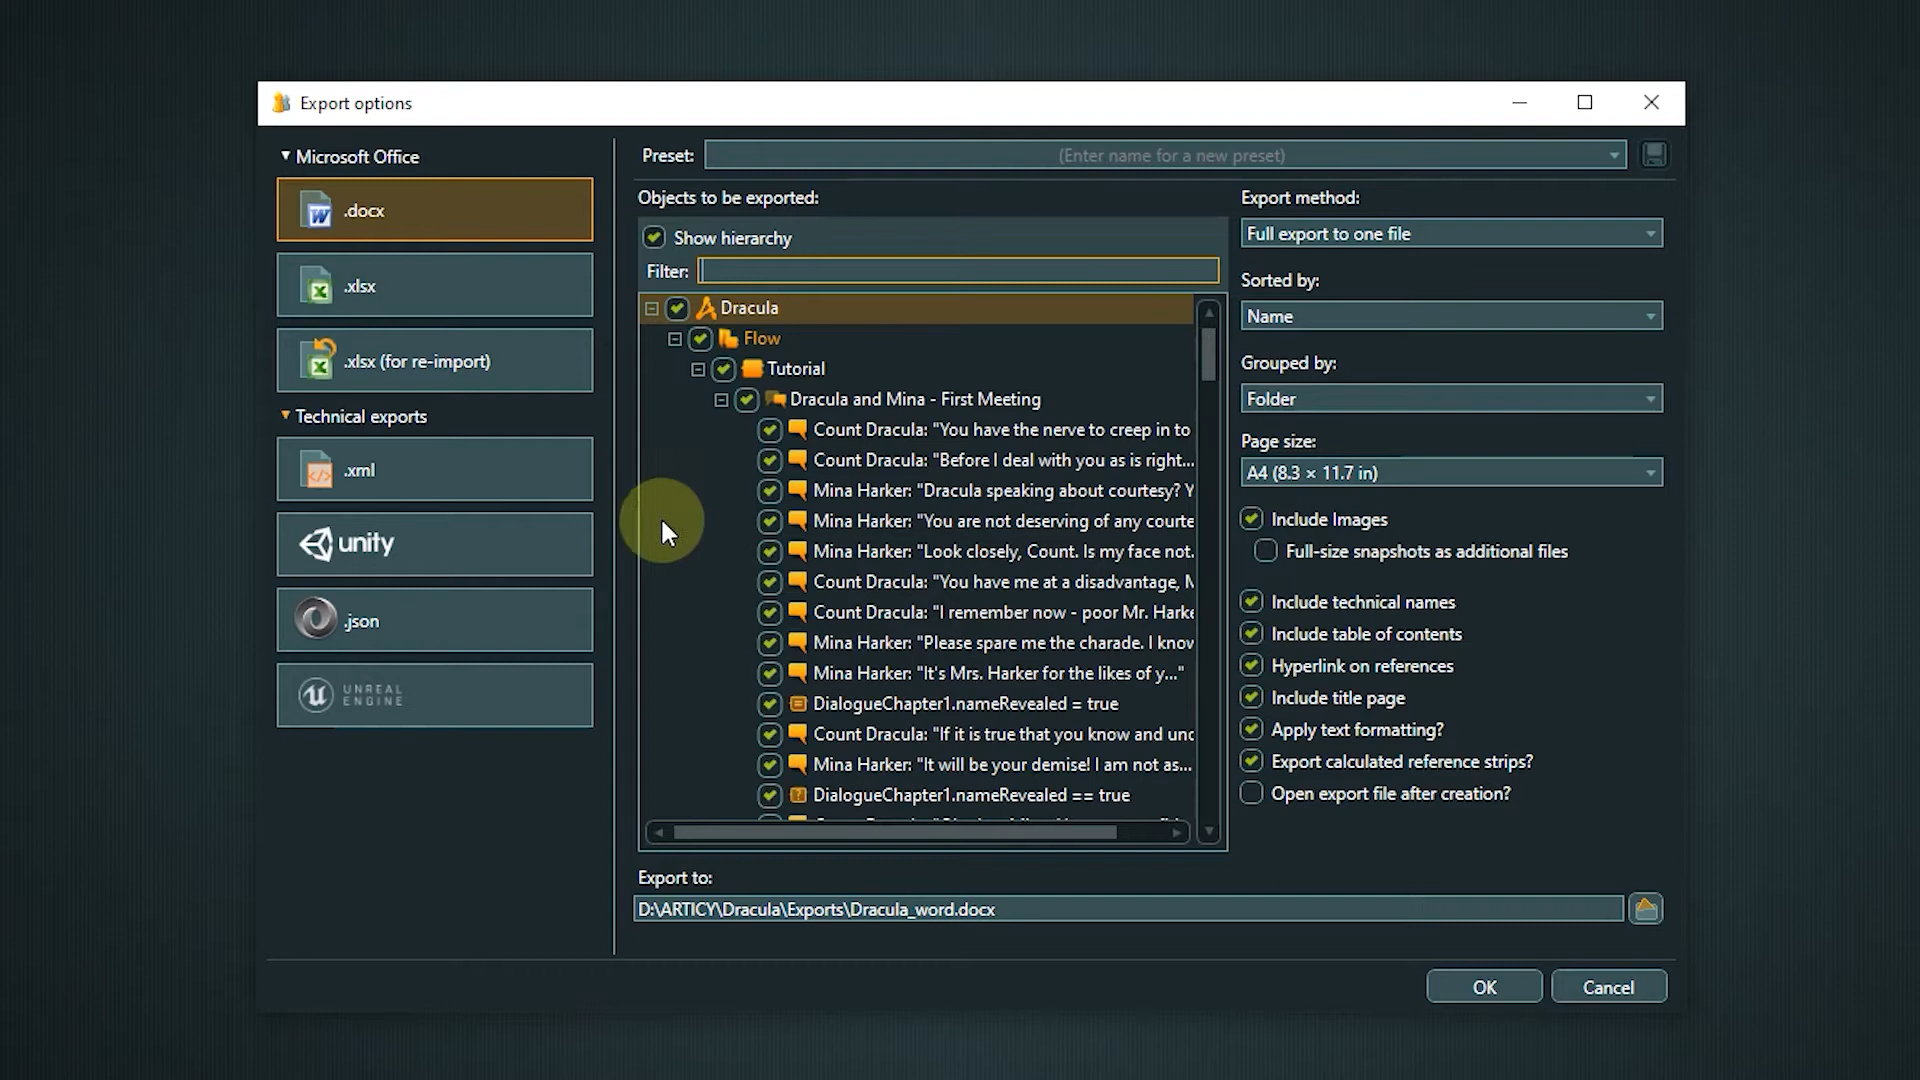 Export options
Microsoft Office
.docx
.xlsx
.xlsx (for re-import)
Technical exports
.xml
unity
.json
UNREAL
ENGINE
Preset:
(Enter name for a new preset)
Objects to be exported:
Show hierarchy
Filter:
Dracula
Flow
Tutorial
Dracula and Mina - First Meeting
Count Dracula: "You have the nerve to creep in to
Count Dracula: "Before I deal with you as is right...
Mina Harker: "Dracula speaking about courtesy? Y
Mina Harker: "You are not deserving of any courte
Mina Harker: "Look closely, Count. Is my face not.
Count Dracula: "You have me at a disadvantage, M
Count Dracula: "I remember now - poor Mr. Harke
Mina Harker: "Please spare me the charade. I know
Mina Harker: "It's Mrs. Harker for the likes of y..."
DialogueChapter1.nameRevealed = true
Count Dracula: "If it is true that you know and und
Mina Harker: "It will be your demise! I am not as...
DialogueChapter1.nameRevealed == true
Export method:
Full export to one file
Sorted by:
Name
Grouped by:
Folder
Page size:
A4 (8.3 × 11.7 in)
Include Images
Full-size snapshots as additional files
Include technical names
Include table of contents
Hyperlink on references
Include title page
Apply text formatting?
Export calculated reference strips?
Open export file after creation?
Export to:
D:\ARTICY\Dracula\Exports\Dracula_word.docx
OK
Cancel